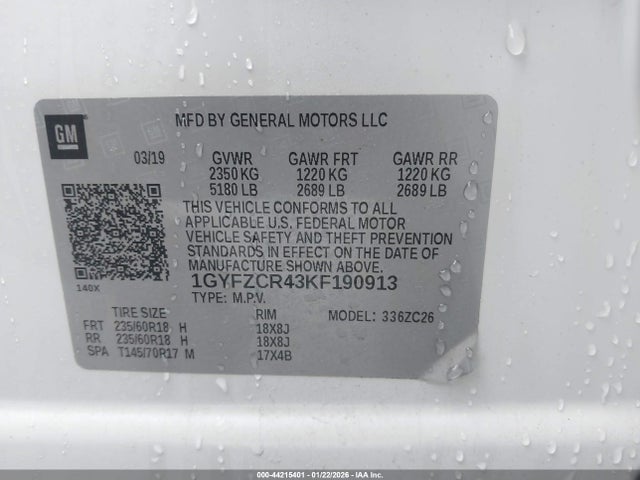 GM
MFD BY GENERAL MOTORS LLC
03/19 GVWR GAWR FRT GAWR RR
2350 KG 1220 KG 1220 KG
5180 LB 2689 LB 2689 LB
THIS VEHICLE CONFORMS TO ALL
APPLICABLE U.S. FEDERAL MOTOR
VEHICLE SAFETY AND THEFT PREVENTION
STANDARDS IN EFFECT ON THE DATE OF
MANUFACTURE SHOWN ABOVE.
140X
1GYFZCR43KF190913
TYPE: M.P.V.
TIRE SIZE RIM MODEL: 336ZC26
FRT 235/60R18 H 18X8J
RR 235/60R18 H 18X8J
SPA T145/70R17 M 17X4B
000-44215401 - 01/22/2026 - IAAI.COM